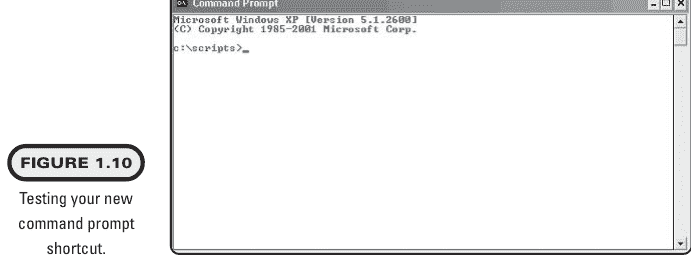 Command Prompt
Microsoft Windows XP [Version 5.1.2600]
(C) Copyright 1985-2001 Microsoft Corp.
c:\scripts>_
FIGURE 1.10
Testing your new
command prompt
shortcut.